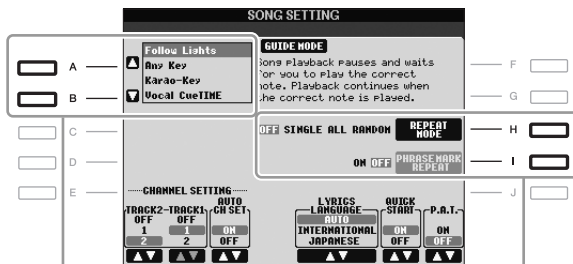 SONG SETTING
Follow Lights
Any Key
Karao-Key
Vocal CueTIME
GUIDE MODE
Song Playback pauses and waits
for you to play the correct
note. Playback continues when
the correct note is played.
A
B
C
D
E
F
G
H
I
J
OFF SINGLE ALL RANDOM REPEAT MODE
ON OFF PHRASE MARK REPEAT
CHANNEL SETTING
TRACK2
OFF
1
2
TRACK1
OFF
1
2
AUTO
CH SET
ON
OFF
LYRICS
LANGUAGE
AUTO
INTERNATIONAL
JAPANESE
QUICK
START
ON
OFF
P.A.T.
ON
OFF